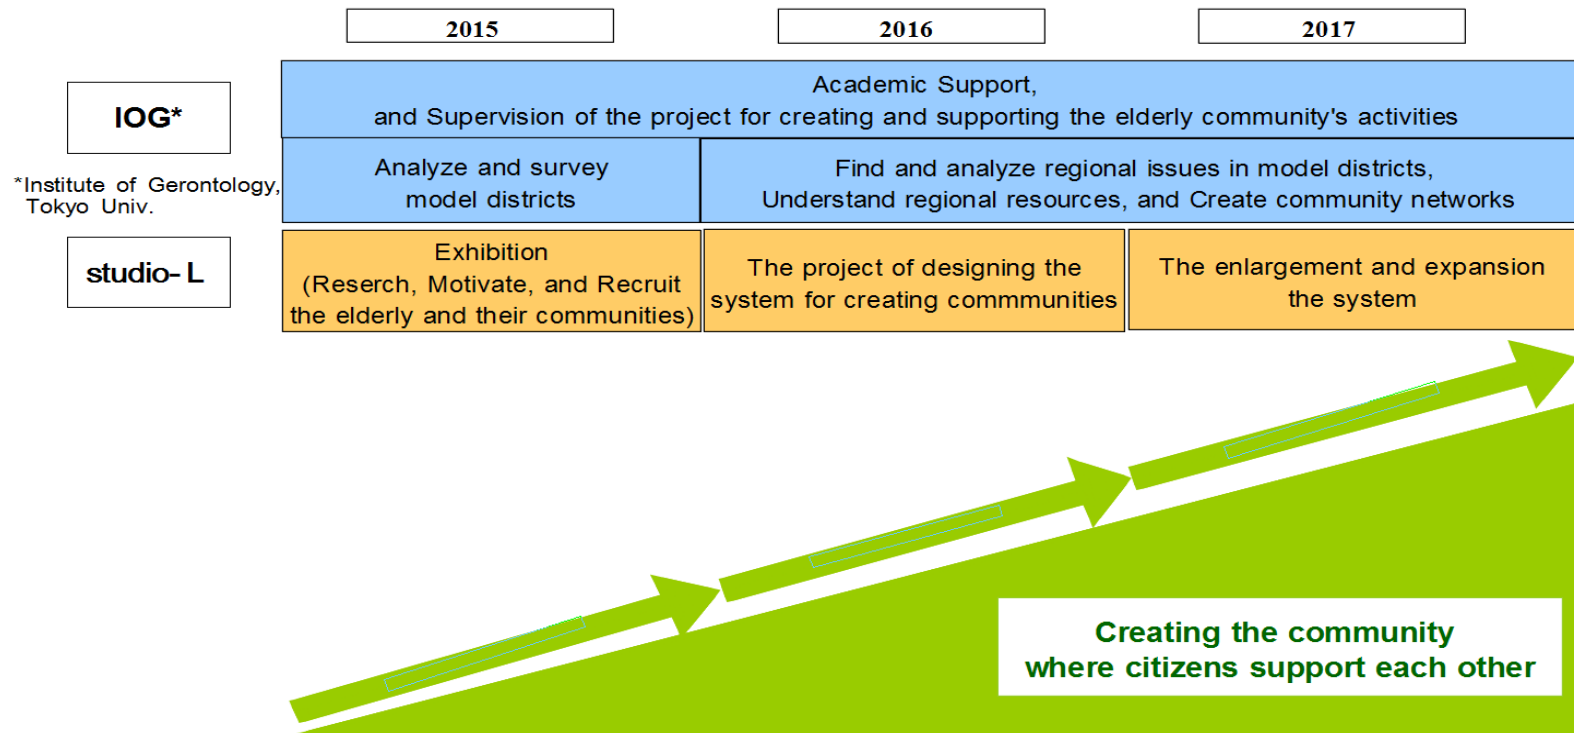 2015
2016
2017
IOG*
*Institute of Gerontology,
Tokyo Univ.
Academic Support,
and Supervision of the project for creating and supporting the elderly community's activities
Analyze and survey
model districts
Find and analyze regional issues in model districts,
Understand regional resources, and Create community networks
studio-L
Exhibition
(Reserch, Motivate, and Recruit
the elderly and their communities)
The project of designing the
system for creating commmunities
The enlargement and expansion
the system
Creating the community
where citizens support each other